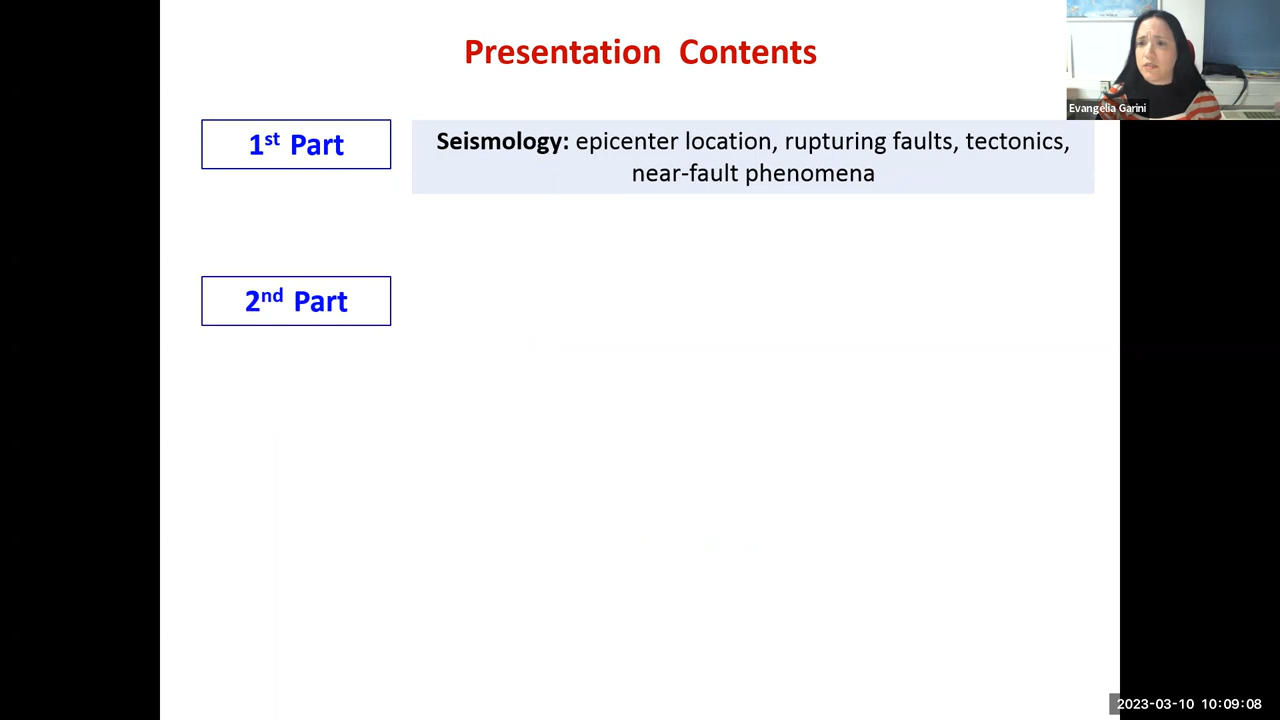 Presentation Contents
Evangelia Garini
1st Part
Seismology: epicenter location, rupturing faults, tectonics,
near-fault phenomena
2nd Part
2023-03-10 10:09:08